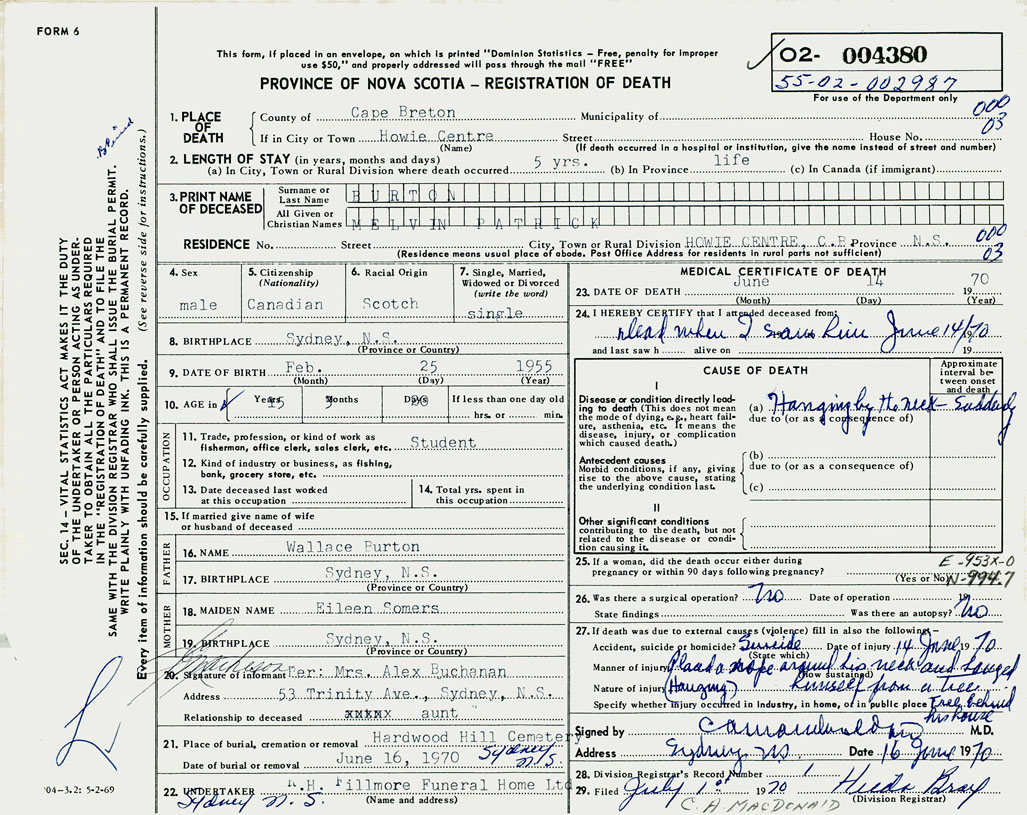 FORM 6
This form, if placed in an envelope, on which is printed "Dominion Statistics – Free, penalty for improper
use $50," and properly addressed will pass through the mail "FREE"
PROVINCE OF NOVA SCOTIA – REGISTRATION OF DEATH
02- 004380
55-02-002987
For use of the Department only
000
03
1. PLACE OF DEATH
County of Cape Breton Municipality of
If in City or Town Howie Centre Street House No.
(Name) (If death occurred in a hospital or institution, give the name instead of street and number)
2. LENGTH OF STAY (in years, months and days)
(a) In City, Town or Rural Division where death occurred 5 yrs. (b) In Province life (c) In Canada (if immigrant)
3. PRINT NAME OF DECEASED
Surname or Last Name BURTON
All Given or Christian Names MELVIN PATRICK
RESIDENCE No. Street City, Town or Rural Division HOWIE CENTRE, C.B. Province N.S.
000
03
(Residence means usual place of abode. Post Office Address for residents in rural parts not sufficient)
4. Sex
male
5. Citizenship
(Nationality)
Canadian
6. Racial Origin
Scotch
7. Single, Married,
Widowed or Divorced
(write the word)
single
8. BIRTHPLACE Sydney, N.S.
(Province or Country)
9. DATE OF BIRTH Feb. 25 1955
(Month) (Day) (Year)
10. AGE in Years 15 Months 3 Days If less than one day old
hrs. or min.
OCCUPATION
11. Trade, profession, or kind of work as
fisherman, office clerk, sales clerk, etc. Student
12. Kind of industry or business, as fishing,
bank, grocery store, etc.
13. Date deceased last worked
at this occupation
14. Total yrs. spent in
this occupation
15. If married give name of wife
or husband of deceased
FATHER
16. NAME Wallace Burton
17. BIRTHPLACE Sydney, N.S.
(Province or Country)
MOTHER
18. MAIDEN NAME Eileen Somers
19. BIRTHPLACE Sydney, N.S.
(Province or Country)
20. Signature of informant Per: Mrs. Alex Buchanan
Address 53 Trinity Ave., Sydney, N.S.
Relationship to deceased xxxxx aunt
21. Place of burial, cremation or removal Hardwood Hill Cemetery
Date of burial or removal June 16, 1970 Sydney N.S.
22. UNDERTAKER A.H. Fillmore Funeral Home Ltd
Sydney N.S. (Name and address)
MEDICAL CERTIFICATE OF DEATH
23. DATE OF DEATH June 14 1970
(Month) (Day) (Year)
24. I HEREBY CERTIFY that I attended deceased from:
dead when I saw him June 14/70
and last saw h alive on 19
CAUSE OF DEATH
Approximate
interval be-
tween onset
and death
I
Disease or condition directly lead-
ing to death (This does not mean
the mode of dying, e.g., heart fail-
ure, asthenia, etc. It means the
disease, injury, or complication
which caused death.)
(a) Hanging by the neck – Suddenly
due to (or as a consequence of)
Antecedent causes
Morbid conditions, if any, giving
rise to the above cause, stating
the underlying condition last.
(b)
due to (or as a consequence of)
(c)
II
Other significant conditions
contributing to the death, but not
related to the disease or condi-
tion causing it.
25. If a woman, did the death occur either during
pregnancy or within 90 days following pregnancy?
(Yes or No)
E-953X-0
N-994.7
26. Was there a surgical operation? No Date of operation 19
State findings Was there an autopsy? No
27. If death was due to external causes (violence) fill in also the following–
Accident, suicide or homicide? Suicide Date of injury 14 June 1970
(State which)
Manner of injury Placed a rope around his neck and hanged
(How sustained)
Nature of injury (Hanging) himself from a tree
Specify whether injury occurred in Industry, in home, or in public place Tree behind
his house
Signed by M.D.
Address Sydney NS Date 16 June 1970
28. Division Registrar's Record Number 1
29. Filed July 1st 1970
(Division Registrar)
C. A. MACDONALD
SEC. 14 – VITAL STATISTICS ACT MAKES IT THE DUTY
OF THE UNDERTAKER OR PERSON ACTING AS UNDER-
TAKER TO OBTAIN ALL THE PARTICULARS REQUIRED
IN THE "REGISTRATION OF DEATH" AND TO FILE THE
SAME WITH THE DIVISION REGISTRAR WHO SHALL ISSUE THE BURIAL PERMIT.
WRITE PLAINLY WITH UNFADING INK. THIS IS A PERMANENT RECORD.
Every item of information should be carefully supplied. (See reverse side for instructions.)
04-3.2: 5-2-69